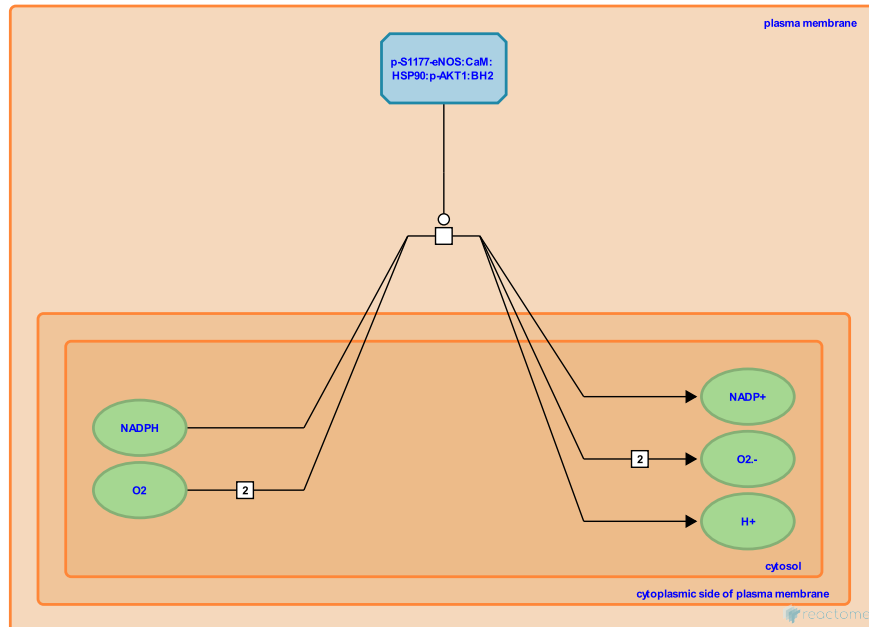 plasma membrane
p-S1177-eNOS:CaM:
HSP90:p-AKT1:BH2
NADPH
NADP+
2
O2.-
O2
2
H+
cytosol
cytoplasmic side of plasma membrane
reactome